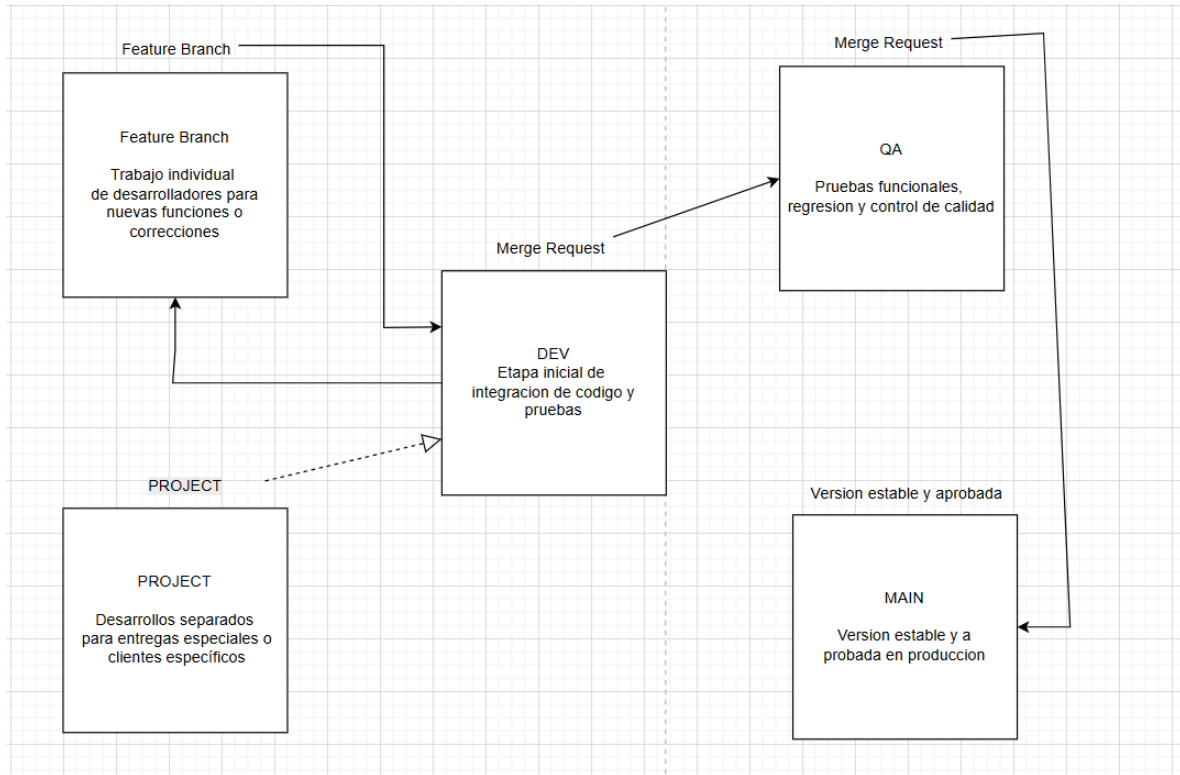 Feature Branch
Feature Branch
Trabajo individual
de desarrolladores para
nuevas funciones o
correcciones
Merge Request
QA
Pruebas funcionales,
regresion y control de calidad
Merge Request
DEV
Etapa inicial de
integracion de codigo y
pruebas
PROJECT
PROJECT
Desarrollos separados
para entregas especiales o
clientes específicos
Version estable y aprobada
MAIN
Version estable y a
probada en produccion